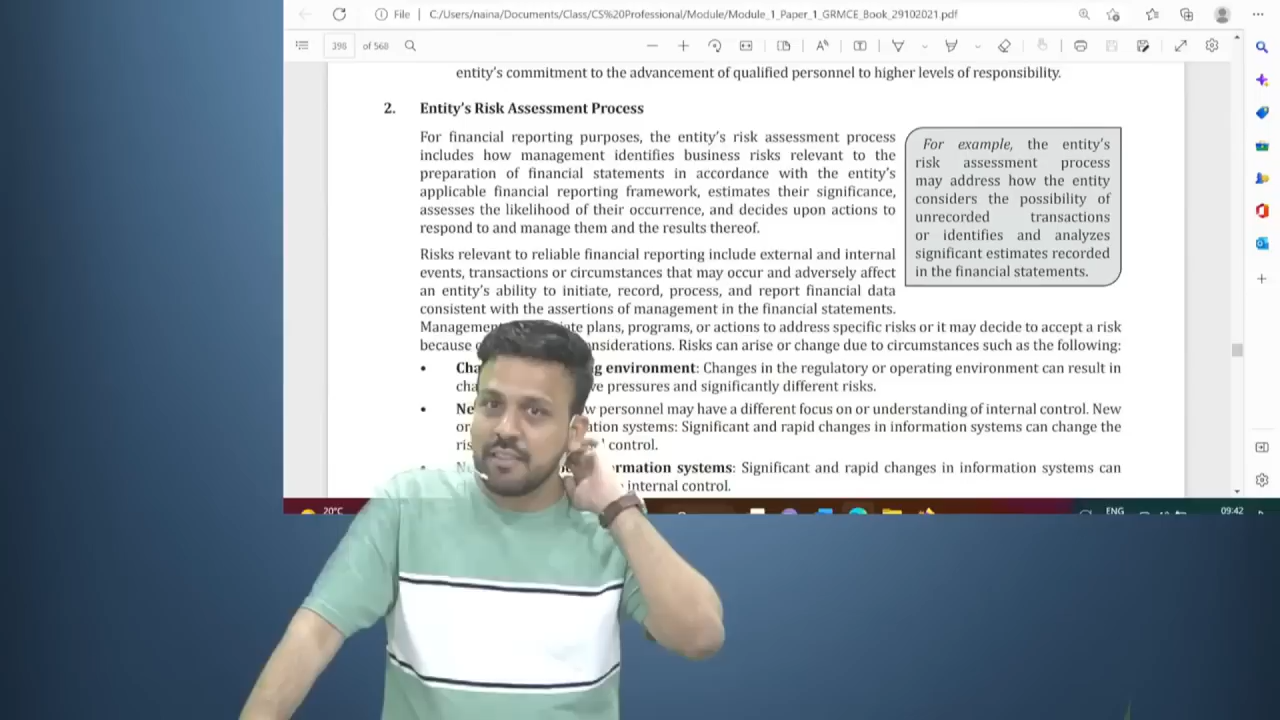 File C:/Users/naina/Documents/Class/CS%20Professional/Module/Module_1_Paper_1_GRMCE_Book_29102021.pdf
396 of 560
entity's commitment to the advancement of qualified personnel to higher levels of responsibility.
2. Entity's Risk Assessment Process
For financial reporting purposes, the entity's risk assessment process
includes how management identifies business risks relevant to the
preparation of financial statements in accordance with the entity's
applicable financial reporting framework, estimates their significance,
assesses the likelihood of their occurrence, and decides upon actions to
respond to and manage them and the results thereof.
For example, the entity's
risk assessment process
may address how the entity
considers the possibility of
unrecorded transactions
or identifies and analyzes
significant estimates recorded
in the financial statements.
Risks relevant to reliable financial reporting include external and internal
events, transactions or circumstances that may occur and adversely affect
an entity's ability to initiate, record, process, and report financial data
consistent with the assertions of management in the financial statements.
Management plans, programs, or actions to address specific risks or it may decide to accept a risk
because Risks can arise or change due to circumstances such as the following:
• environment: Changes in the regulatory or operating environment can result in
pressures and significantly different risks.
• personnel may have a different focus on or understanding of internal control. New
systems: Significant and rapid changes in information systems can change the
control.
• systems: Significant and rapid changes in information systems can
internal control.
20°C ENG 09:42